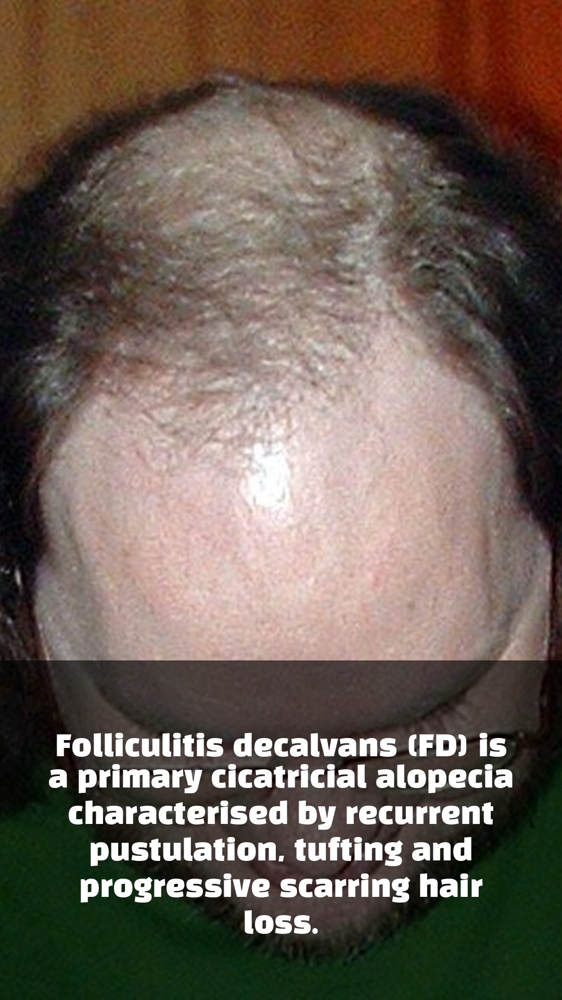 Folliculitis decalvans (FD) is
a primary cicatricial alopecia
characterised by recurrent
pustulation, tufting and
progressive scarring hair
loss.